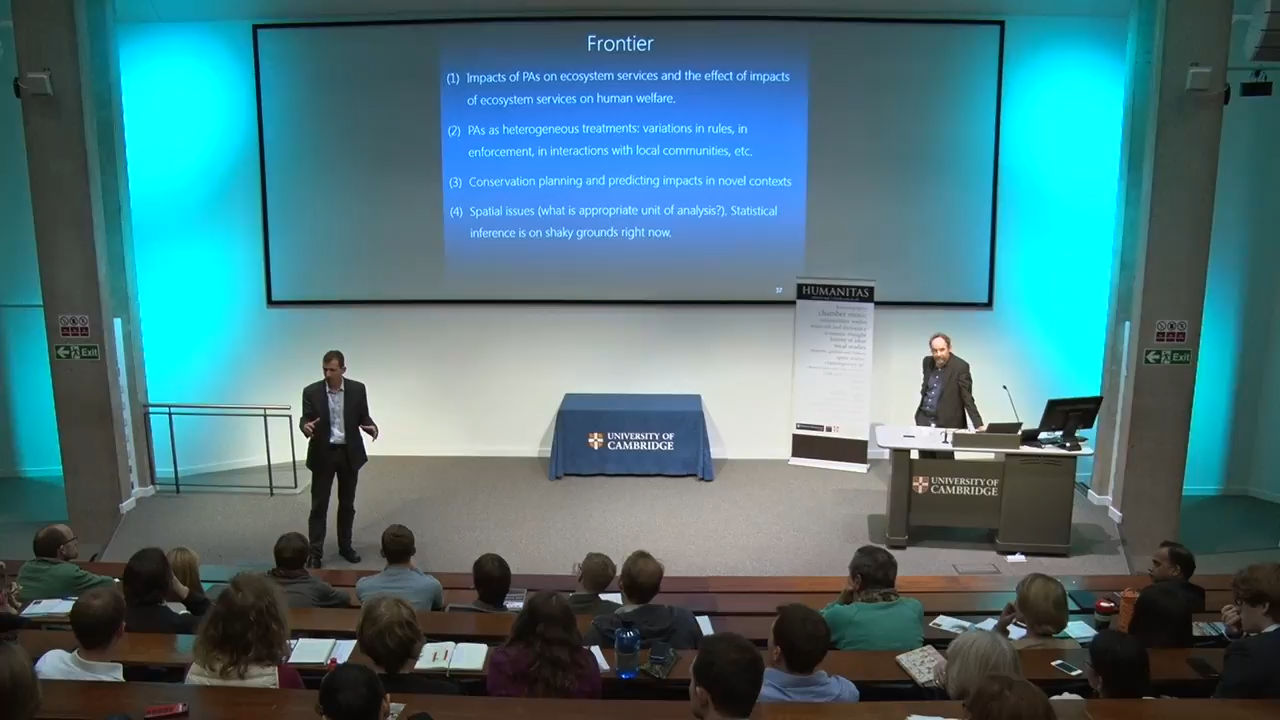 Frontier
(1) Impacts of PAs on ecosystem services and the effect of impacts
of ecosystem services on human welfare.
(2) PAs as heterogeneous treatments: variations in rules, in
enforcement, in interactions with local communities, etc.
(3) Conservation planning and predicting impacts in novel contexts
(4) Spatial issues (what is appropriate unit of analysis?). Statistical
inference is on shaky grounds right now.
37
HUMANITAS
chamber music
Exit
Exit
UNIVERSITY OF
CAMBRIDGE
UNIVERSITY OF
CAMBRIDGE